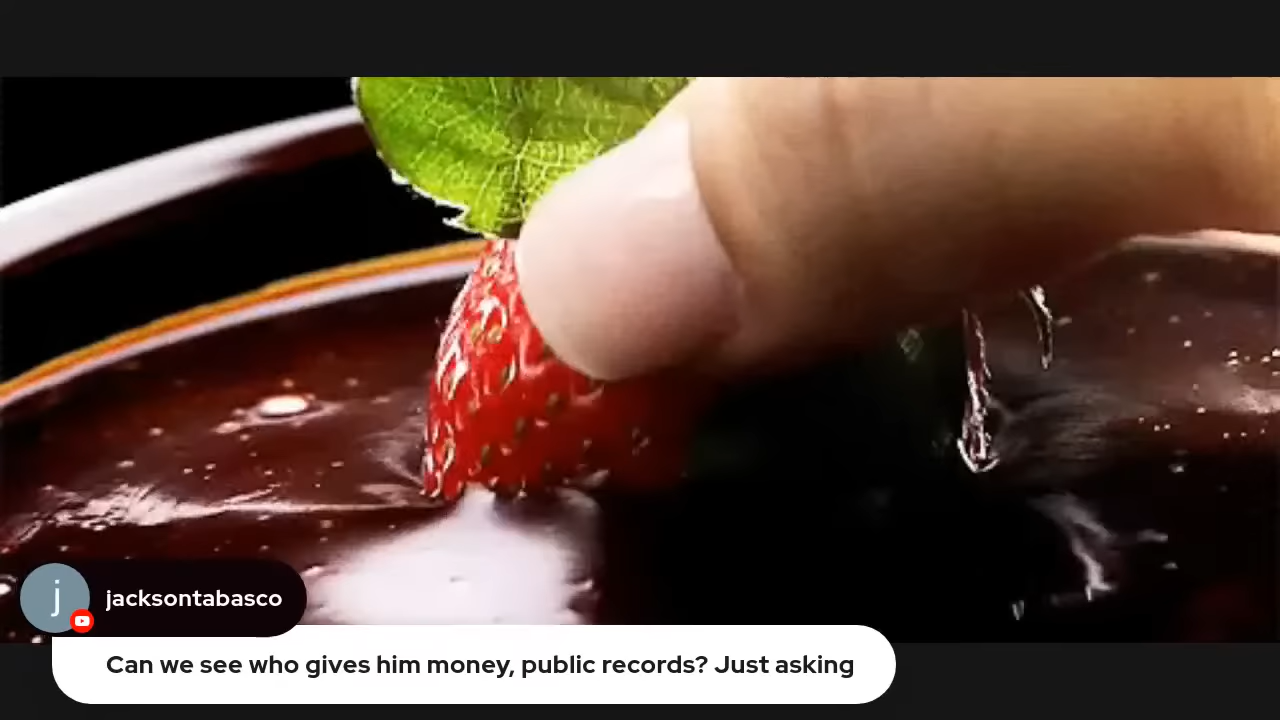 j
jacksontabasco
Can we see who gives him money, public records? Just asking